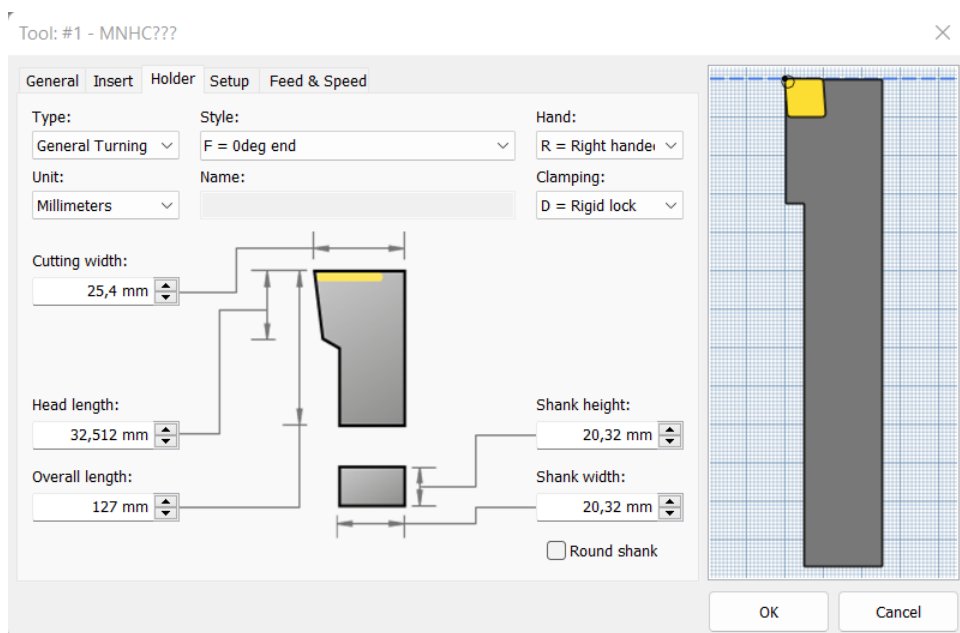 Tool: #1 - MNHC???
General Insert Holder Setup Feed & Speed
Type: Style: Hand:
General Turning F = 0deg end R = Right hande
Unit: Name: Clamping:
Millimeters D = Rigid lock
Cutting width:
25,4 mm
Head length: Shank height:
32,512 mm 20,32 mm
Overall length: Shank width:
127 mm 20,32 mm
Round shank
OK Cancel